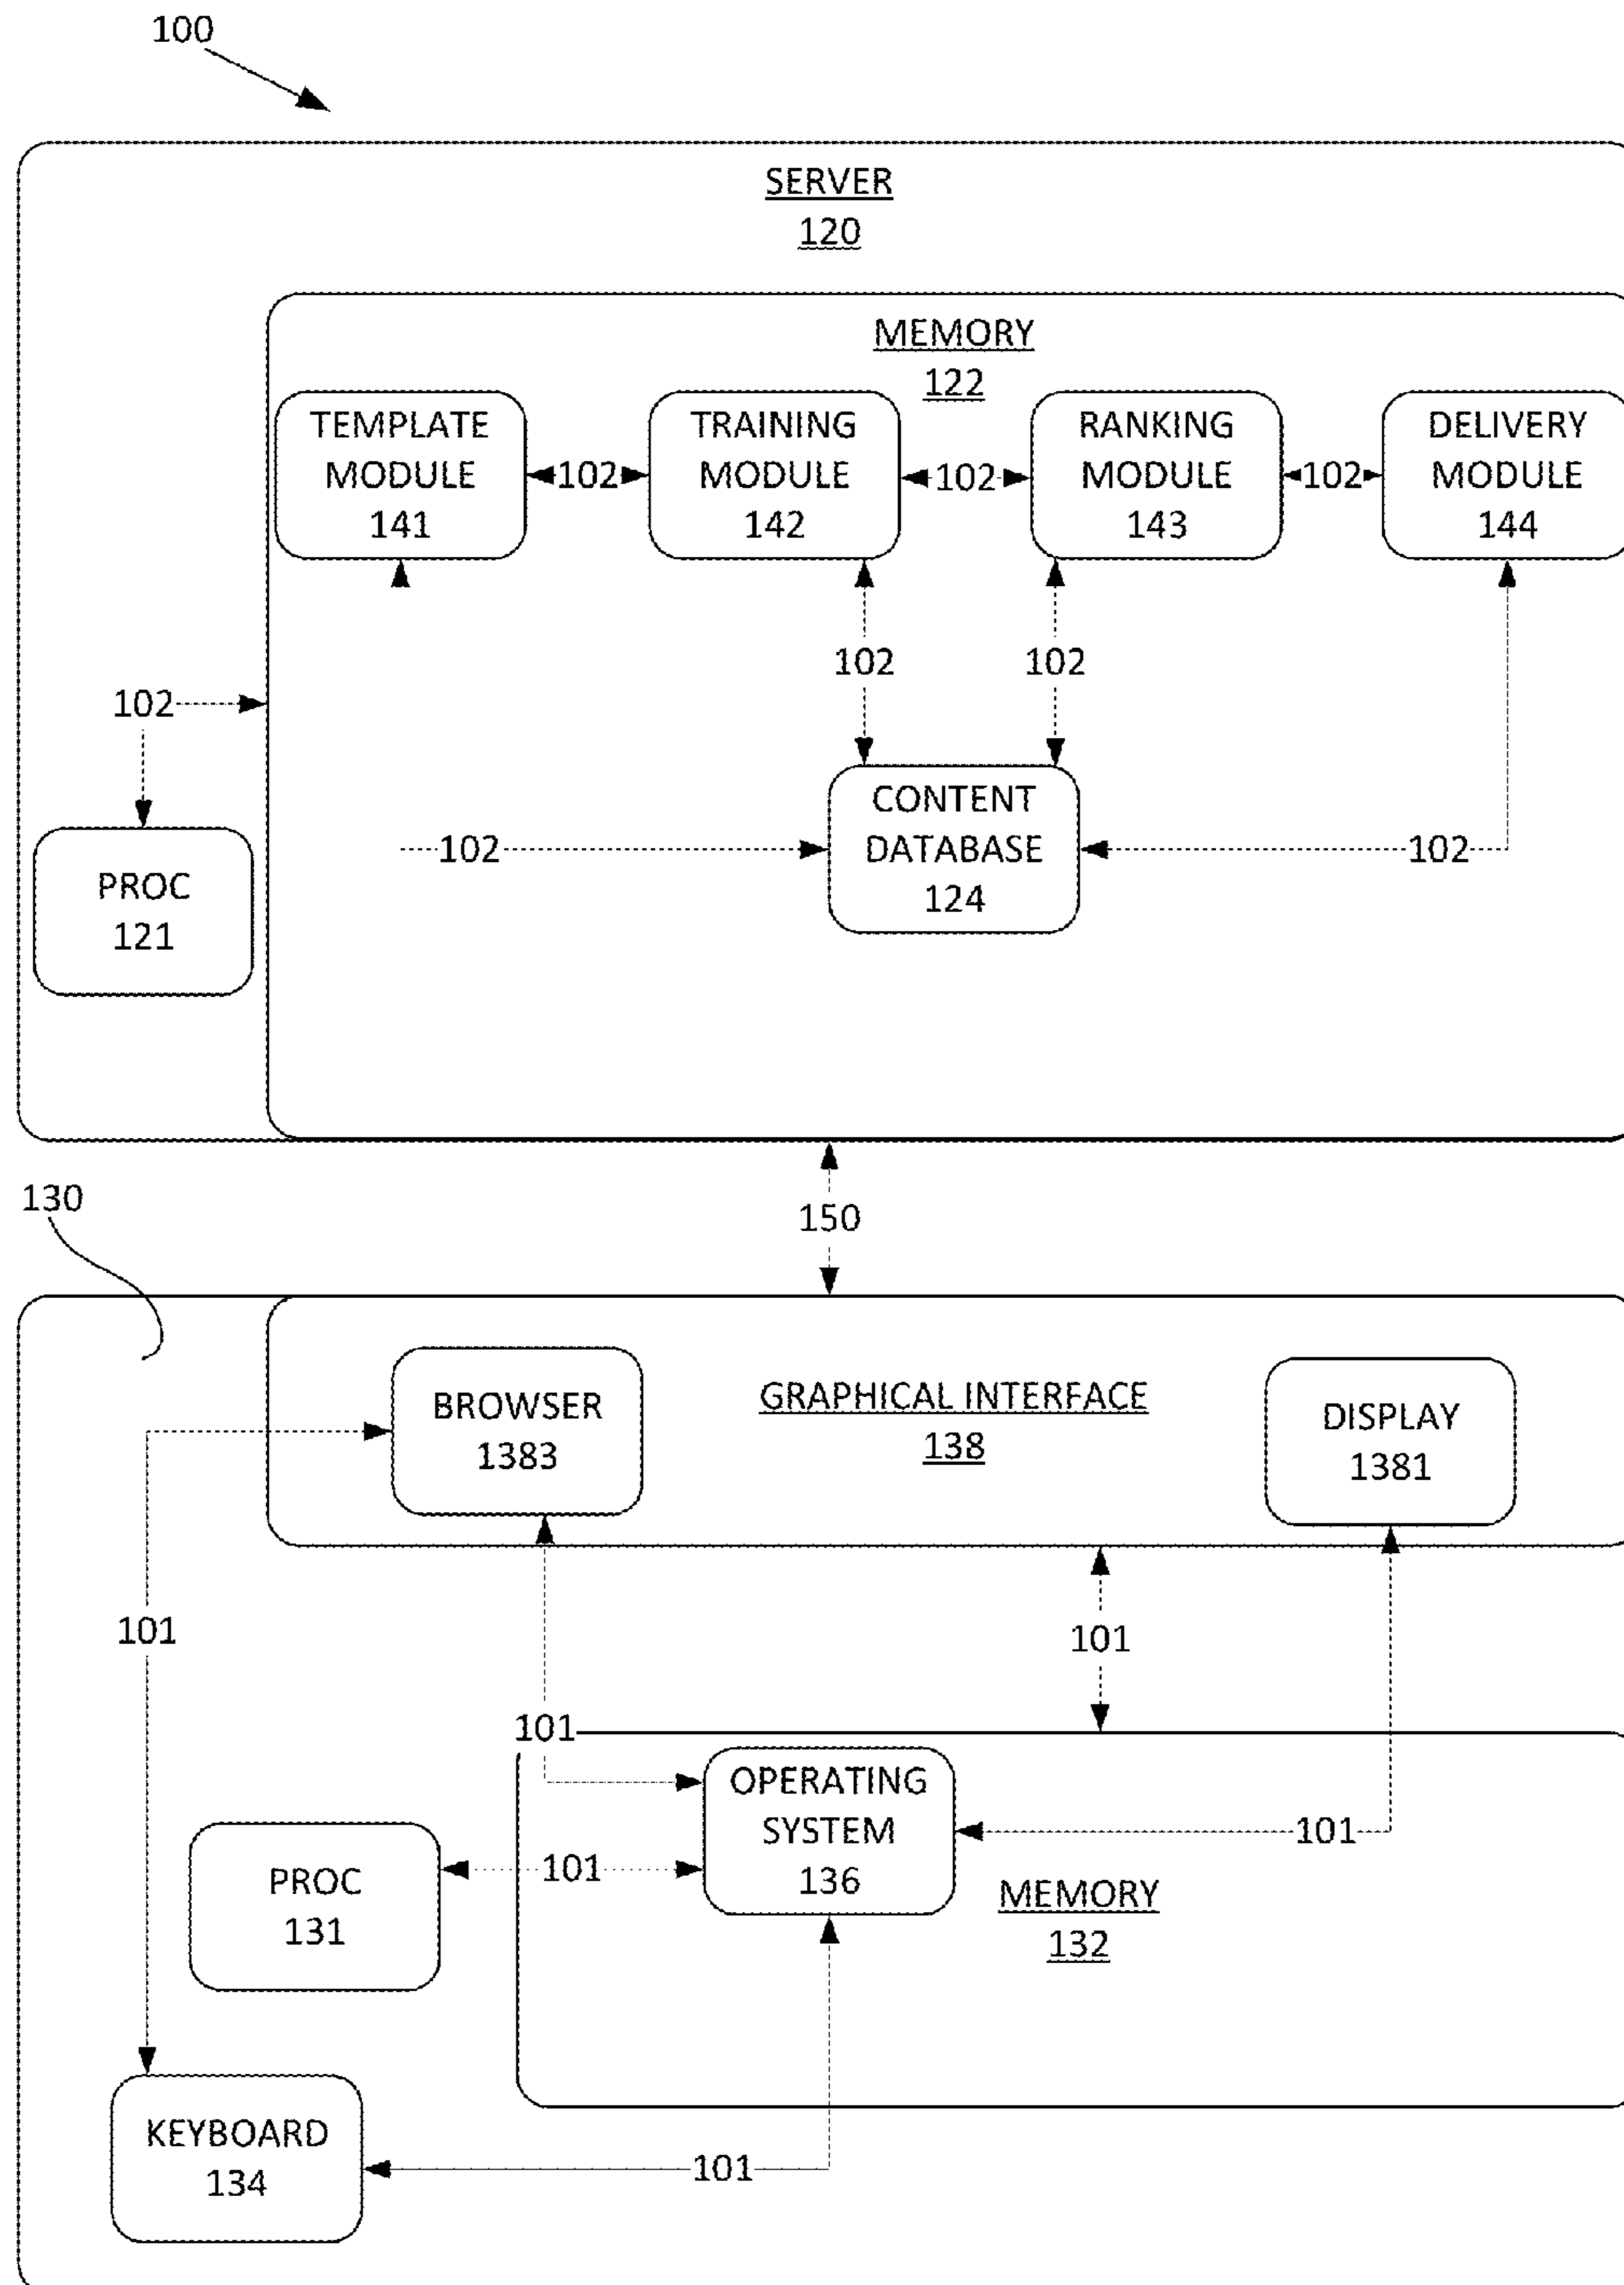 100
SERVER
120
MEMORY
122
TEMPLATE
MODULE
141
102
TRAINING
MODULE
142
102
RANKING
MODULE
143
102
DELIVERY
MODULE
144
102
102
102
PROC
121
102
CONTENT
DATABASE
124
102
130
150
BROWSER
1383
GRAPHICAL INTERFACE
138
DISPLAY
1381
101
101
101
OPERATING
SYSTEM
136
101
PROC
131
101
MEMORY
132
KEYBOARD
134
101